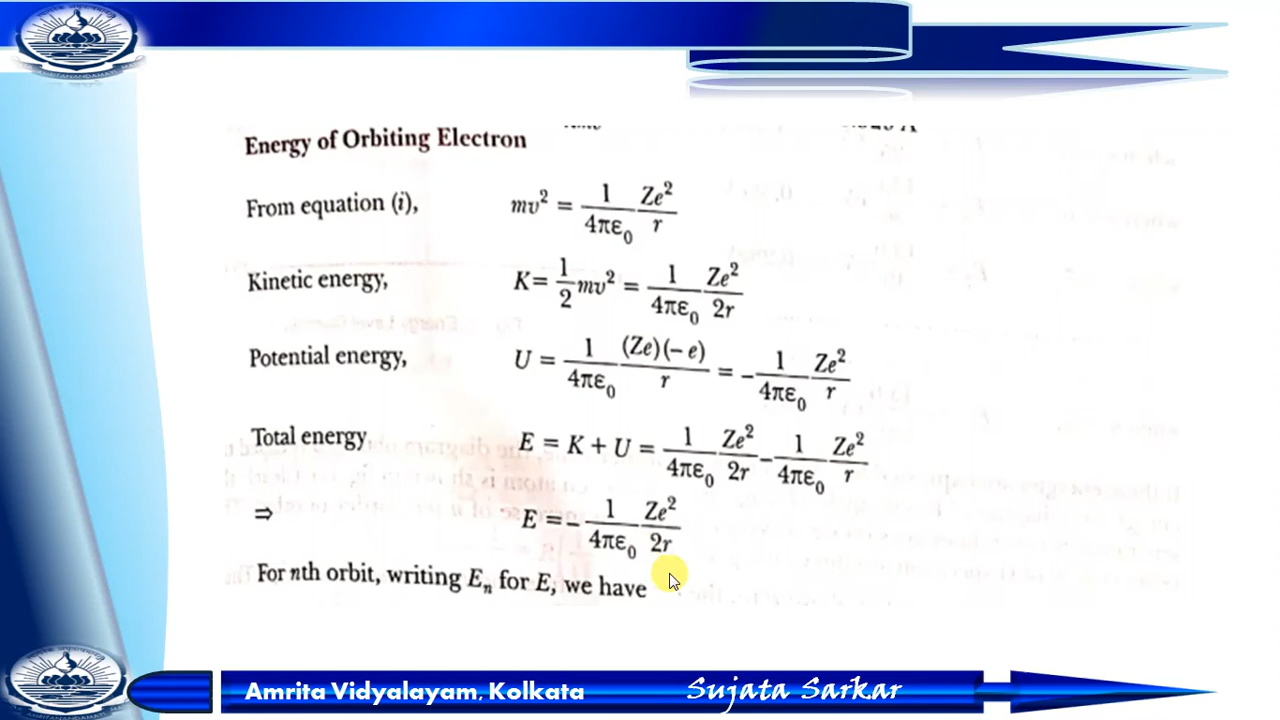 Energy of Orbiting Electron
From equation (i), mv² = 1/4πε₀ Ze²/r
Kinetic energy, K = 1/2 mv² = 1/4πε₀ Ze²/2r
Potential energy, U = 1/4πε₀ (Ze)(– e)/r = – 1/4πε₀ Ze²/r
Total energy E = K + U = 1/4πε₀ Ze²/2r – 1/4πε₀ Ze²/r
⇒ E = – 1/4πε₀ Ze²/2r
For nth orbit, writing Eₙ for E, we have
Amrita Vidyalayam, Kolkata Sujata Sarkar